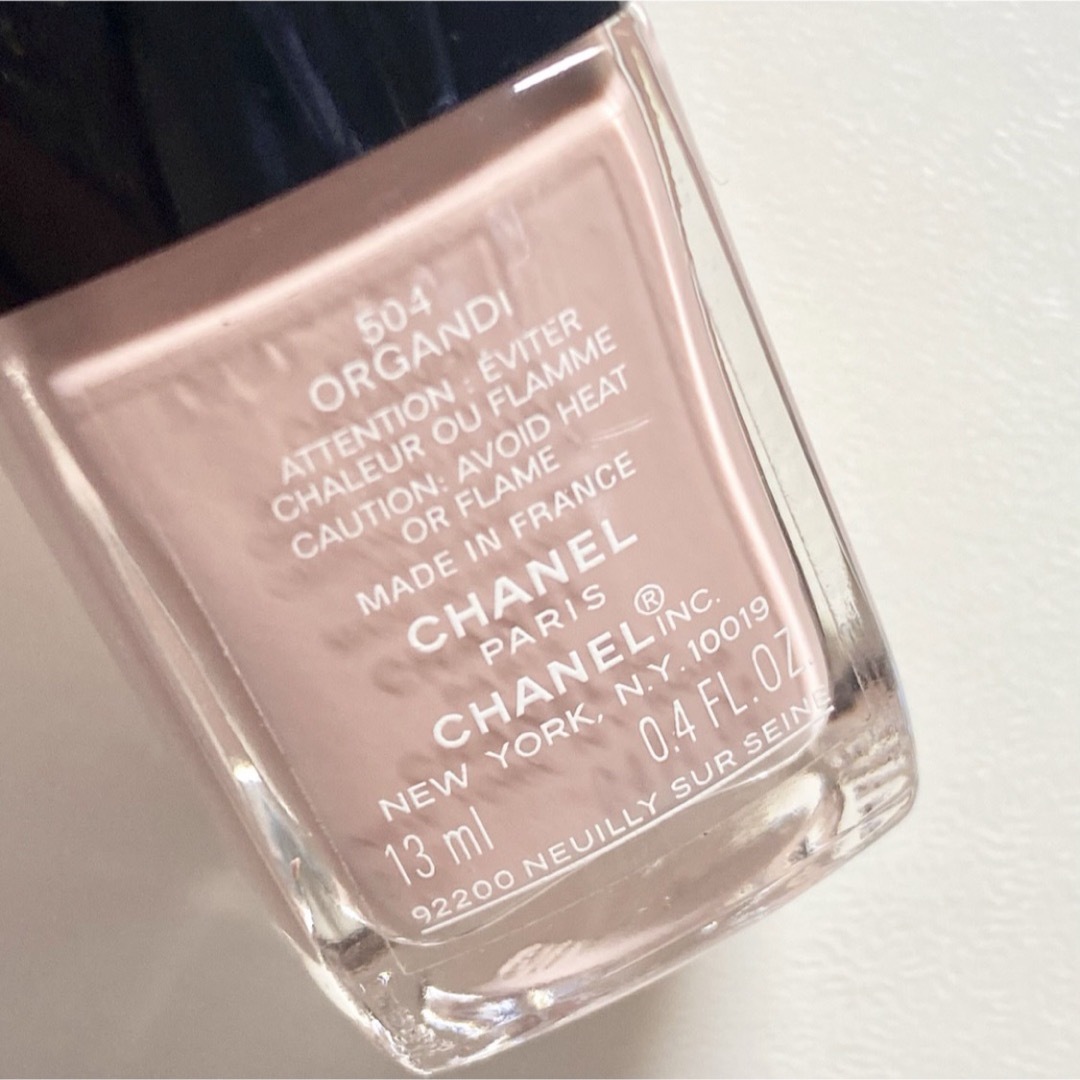 504
ORGANDI
ATTENTION : ÉVITER
CHALEUR OU FLAMME
CAUTION: AVOID HEAT
OR FLAME
MADE IN FRANCE
CHANEL
PARIS
CHANEL ® INC.
NEW YORK, N.Y. 10019
13 ml 0.4 FL.OZ.
92200 NEUILLY SUR SEINE